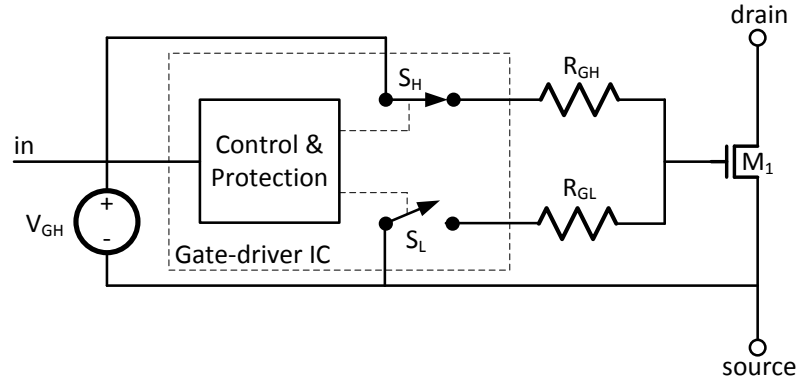 drain
R_GH
S_H
in
Control &
Protection
M_1
R_GL
+
V_GH
-
S_L
Gate-driver IC
source